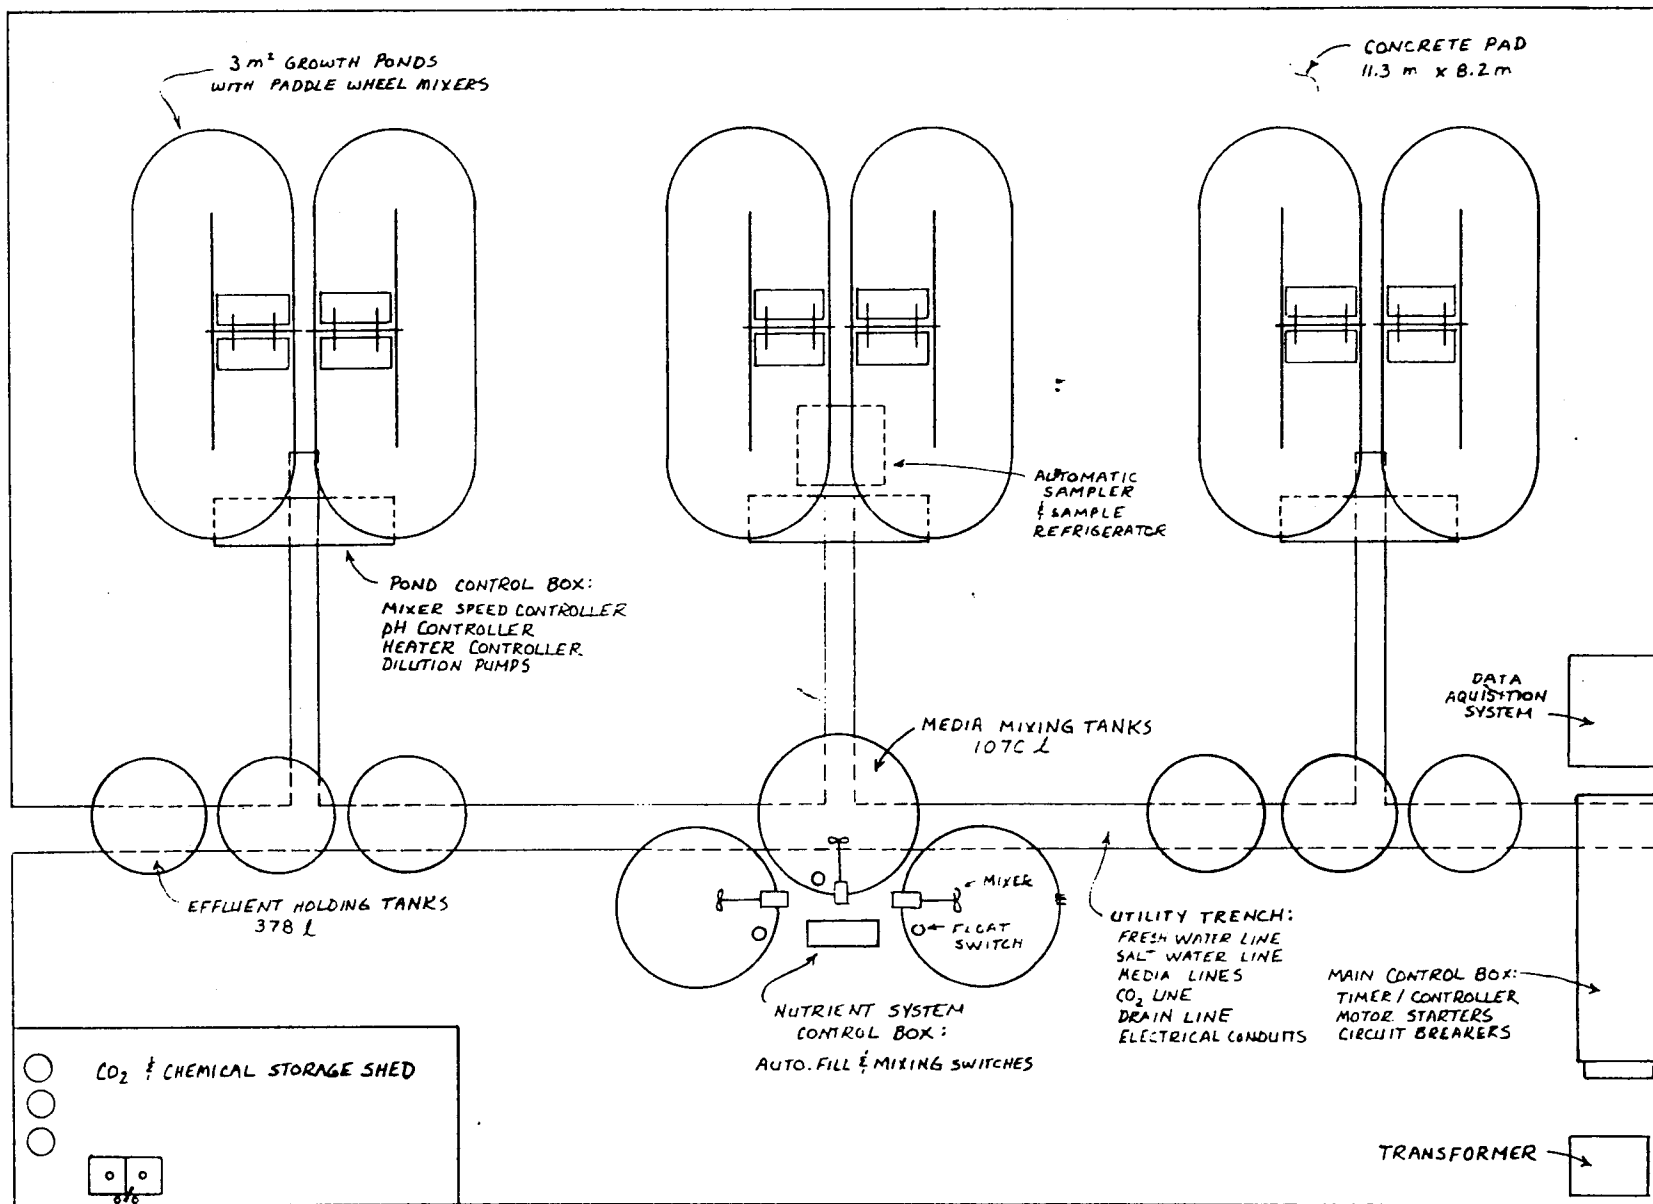 3 m² GROWTH PONDS
WITH PADDLE WHEEL MIXERS
CONCRETE PAD
11.3 m x 8.2 m
AUTOMATIC
SAMPLER
& SAMPLE
REFRIGERATOR
POND CONTROL BOX:
MIXER SPEED CONTROLLER
pH CONTROLLER
HEATER CONTROLLER
DILUTION PUMPS
DATA
AQUISITION
SYSTEM
MEDIA MIXING TANKS
107C l
EFFLUENT HOLDING TANKS
378 l
MIXER
FLOAT
SWITCH
UTILITY TRENCH:
FRESH WATER LINE
SALT WATER LINE
MEDIA LINES
CO₂ LINE
DRAIN LINE
ELECTRICAL CONDUITS
MAIN CONTROL BOX:
TIMER / CONTROLLER
MOTOR STARTERS
CIRCUIT BREAKERS
NUTRIENT SYSTEM
CONTROL BOX:
AUTO. FILL & MIXING SWITCHES
CO₂ & CHEMICAL STORAGE SHED
TRANSFORMER